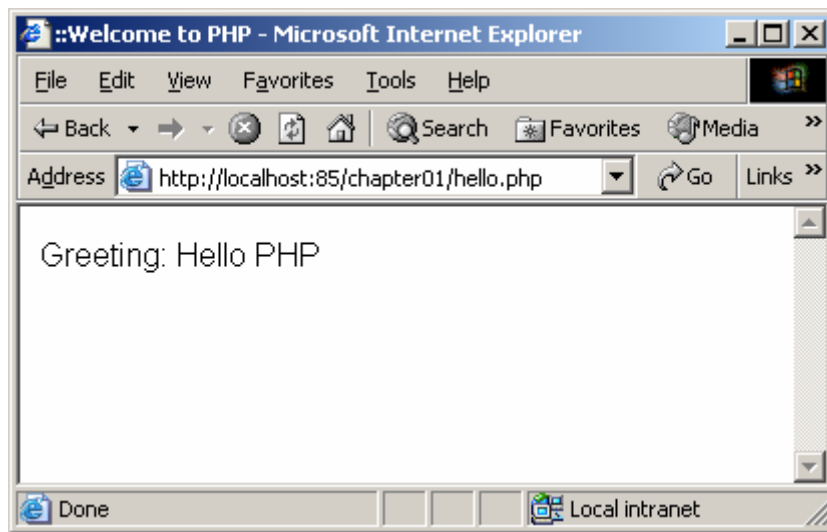 ::Welcome to PHP - Microsoft Internet Explorer
File Edit View Favorites Tools Help
Back Search Favorites Media »
Address http://localhost:85/chapter01/hello.php Go Links »
Greeting: Hello PHP
Done Local intranet